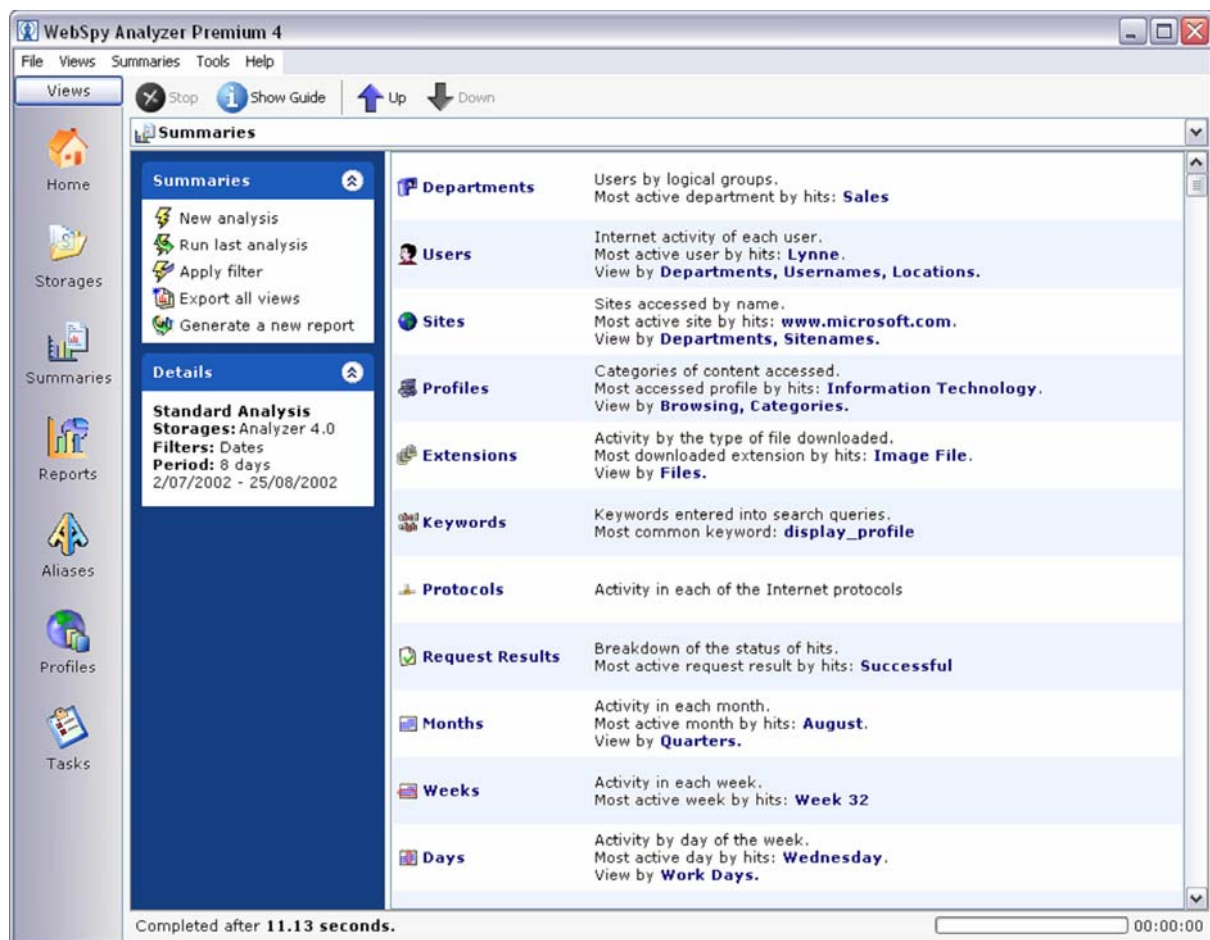 WebSpy Analyzer Premium 4
File Views Summaries Tools Help
Views
Stop Show Guide Up Down
Summaries
Home
Storages
Summaries
Reports
Aliases
Profiles
Tasks
Summaries
New analysis
Run last analysis
Apply filter
Export all views
Generate a new report
Details
Standard Analysis
Storages: Analyzer 4.0
Filters: Dates
Period: 8 days
2/07/2002 - 25/08/2002
Departments
Users by logical groups.
Most active department by hits: Sales
Users
Internet activity of each user.
Most active user by hits: Lynne.
View by Departments, Usernames, Locations.
Sites
Sites accessed by name.
Most active site by hits: www.microsoft.com.
View by Departments, Sitenames.
Profiles
Categories of content accessed.
Most accessed profile by hits: Information Technology.
View by Browsing, Categories.
Extensions
Activity by the type of file downloaded.
Most downloaded extension by hits: Image File.
View by Files.
Keywords
Keywords entered into search queries.
Most common keyword: display_profile
Protocols
Activity in each of the Internet protocols
Request Results
Breakdown of the status of hits.
Most active request result by hits: Successful
Months
Activity in each month.
Most active month by hits: August.
View by Quarters.
Weeks
Activity in each week.
Most active week by hits: Week 32
Days
Activity by day of the week.
Most active day by hits: Wednesday.
View by Work Days.
Completed after 11.13 seconds.
00:00:00